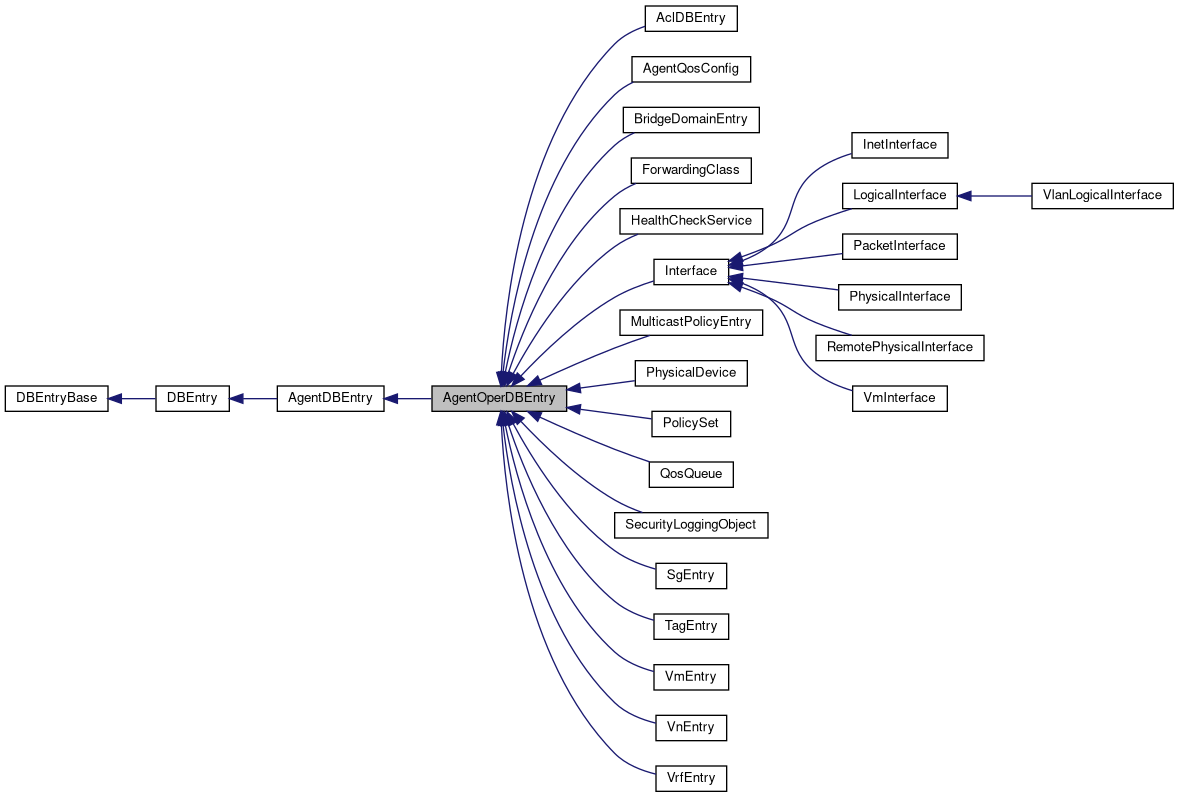 AclDBEntry
AgentQosConfig
BridgeDomainEntry
InetInterface
ForwardingClass
LogicalInterface
VlanLogicalInterface
HealthCheckService
PacketInterface
Interface
PhysicalInterface
MulticastPolicyEntry
RemotePhysicalInterface
PhysicalDevice
DBEntryBase
DBEntry
AgentDBEntry
AgentOperDBEntry
VmInterface
PolicySet
QosQueue
SecurityLoggingObject
SgEntry
TagEntry
VmEntry
VnEntry
VrfEntry